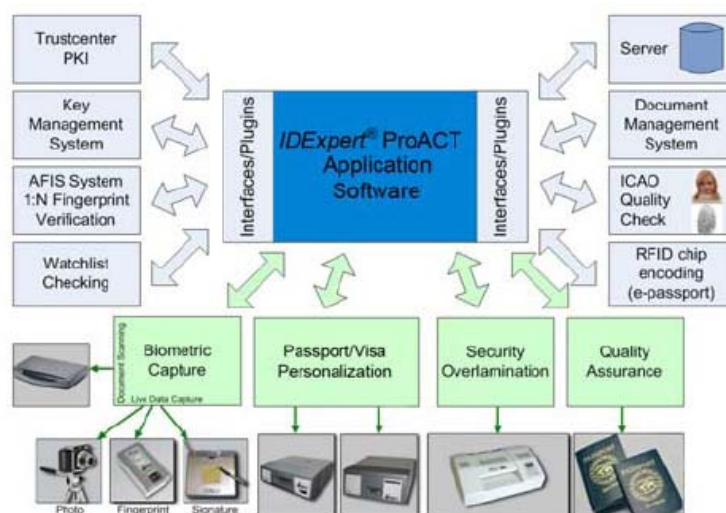 Trustcenter
PKI
Key
Management
System
AFIS System
1:N Fingerprint
Verification
Watchlist
Checking
Interfaces/Plugins
IDExpert® ProACT
Application
Software
Interfaces/Plugins
Server
Document
Management
System
ICAO
Quality
Check
RFID chip
encoding
(e-passport)
Document Scanning
Biometric
Capture
Live Data Capture
Passport/Visa
Personalization
Security
Overlamination
Quality
Assurance
Photo
Fingerprint
Signature